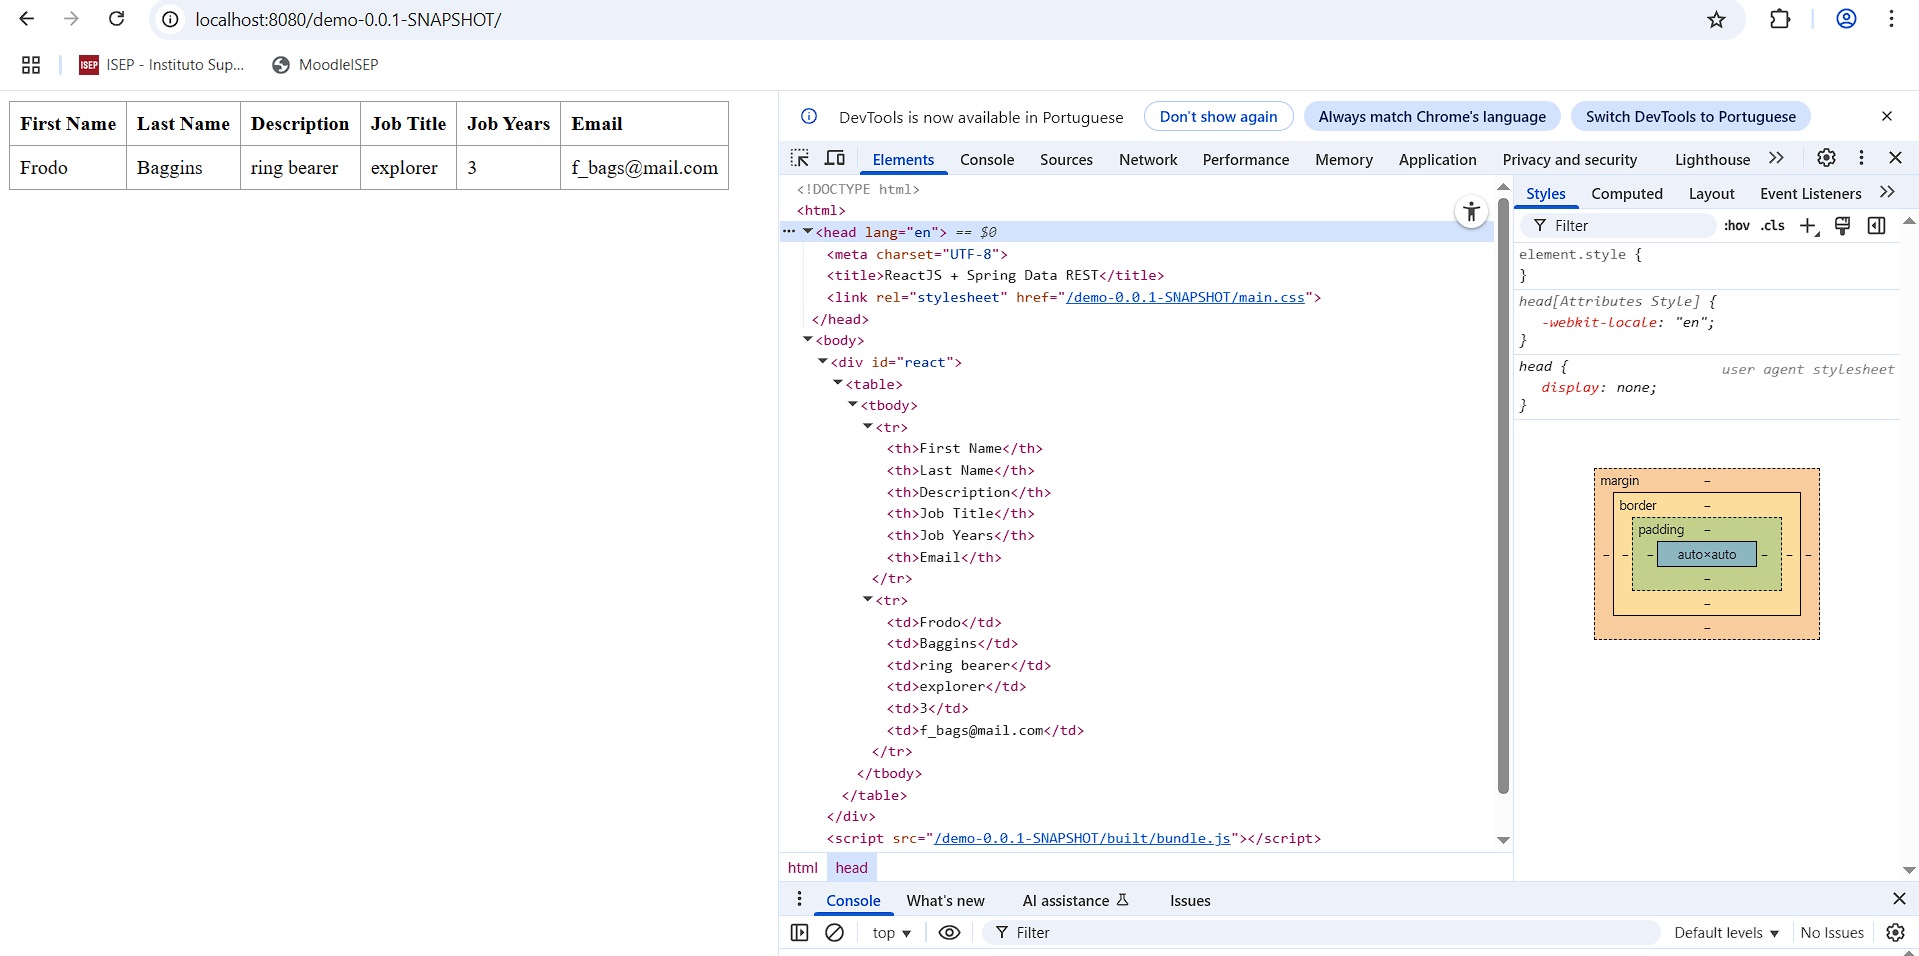 localhost:8080/demo-0.0.1-SNAPSHOT/
ISEP ISEP - Instituto Sup... MoodleISEP
First Name Last Name Description Job Title Job Years Email
Frodo Baggins ring bearer explorer 3 f_bags@mail.com
DevTools is now available in Portuguese Don't show again Always match Chrome's language Switch DevTools to Portuguese
Elements Console Sources Network Performance Memory Application Privacy and security Lighthouse
<!DOCTYPE html>
<html>
<head lang="en"> == $0
<meta charset="UTF-8">
<title>ReactJS + Spring Data REST</title>
<link rel="stylesheet" href="/demo-0.0.1-SNAPSHOT/main.css">
</head>
<body>
<div id="react">
<table>
<tbody>
<tr>
<th>First Name</th>
<th>Last Name</th>
<th>Description</th>
<th>Job Title</th>
<th>Job Years</th>
<th>Email</th>
</tr>
<tr>
<td>Frodo</td>
<td>Baggins</td>
<td>ring bearer</td>
<td>explorer</td>
<td>3</td>
<td>f_bags@mail.com</td>
</tr>
</tbody>
</table>
</div>
<script src="/demo-0.0.1-SNAPSHOT/built/bundle.js"></script>
html head
Styles Computed Layout Event Listeners
Filter :hov .cls
element.style {
}
head[Attributes Style] {
-webkit-locale: "en";
}
head { user agent stylesheet
display: none;
}
margin –
border –
padding –
– – – auto×auto – – –
–
–
–
Console What's new AI assistance Issues
top Filter Default levels No Issues